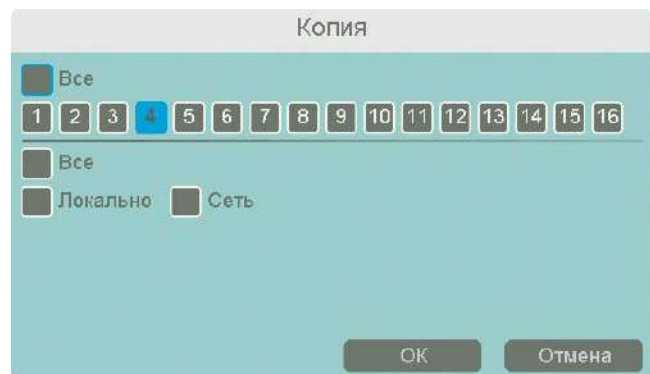 Копия
Все
1 2 3 4 5 6 7 8 9 10 11 12 13 14 15 16
Все
Локально Сеть
ОК Отмена